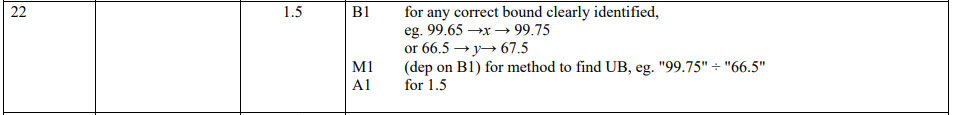 22 1.5 B1 for any correct bound clearly identified,
eg. 99.65 →x → 99.75
or 66.5 → y→ 67.5
M1 (dep on B1) for method to find UB, eg. "99.75" ÷ "66.5"
A1 for 1.5